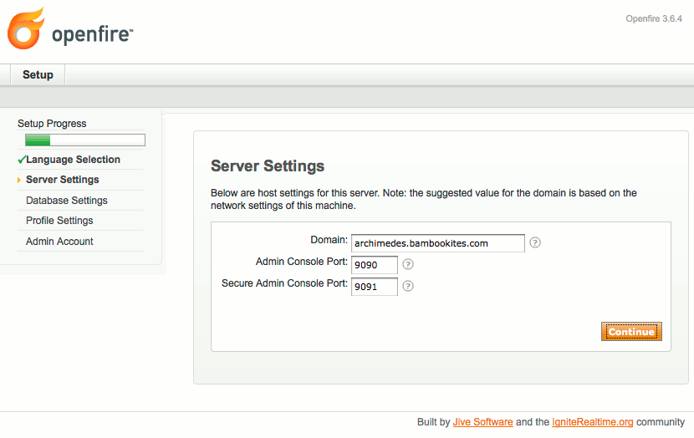 openfire™
Openfire 3.6.4
Setup
Setup Progress
Language Selection
Server Settings
Database Settings
Profile Settings
Admin Account
Server Settings
Below are host settings for this server. Note: the suggested value for the domain is based on the
network settings of this machine.
Domain: archimedes.bambookites.com ?
Admin Console Port: 9090 ?
Secure Admin Console Port: 9091 ?
Continue
Built by Jive Software and the IgniteRealtime.org community